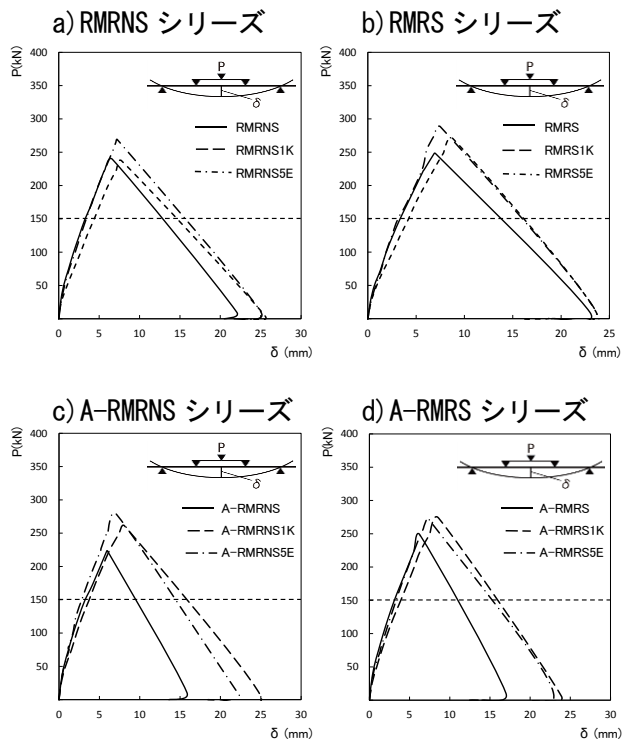 a) RMRNS シリーズ
P(kN)
400
350
300
250
200
150
100
50
0
5
10
15
20
25
30
δ (mm)
P
δ
RMRNS
RMRNS1K
RMRNS5E
b) RMRS シリーズ
P(kN)
400
350
300
250
200
150
100
50
0
5
10
15
20
25
δ (mm)
P
δ
RMRS
RMRS1K
RMRS5E
c) A-RMRNS シリーズ
P(kN)
400
350
300
250
200
150
100
50
0
5
10
15
20
25
30
δ (mm)
P
δ
A-RMRNS
A-RMRNS1K
A-RMRNS5E
d) A-RMRS シリーズ
P(kN)
400
350
300
250
200
150
100
50
0
5
10
15
20
25
30
δ (mm)
P
δ
A-RMRS
A-RMRS1K
A-RMRS5E